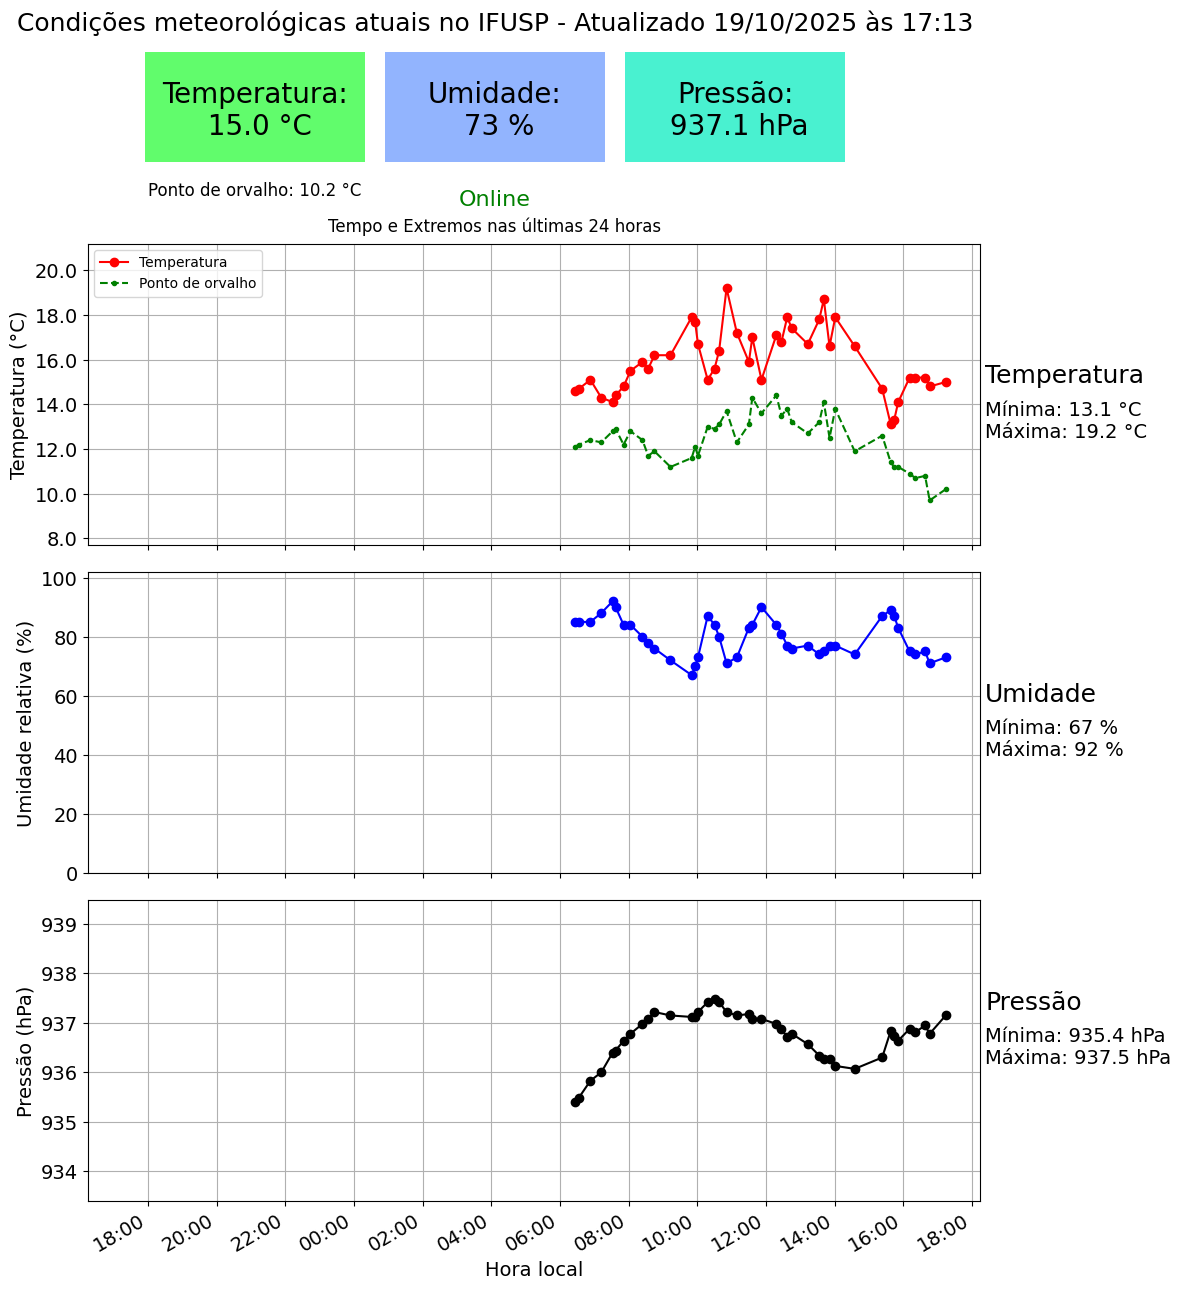 Condições meteorológicas atuais no IFUSP - Atualizado 19/10/2025 às 17:13
Temperatura:
15.0 °C
Umidade:
73 %
Pressão:
937.1 hPa
Ponto de orvalho: 10.2 °C
Online
Tempo e Extremos nas últimas 24 horas
Temperatura
Ponto de orvalho
Temperatura (°C)
20.0
18.0
16.0
14.0
12.0
10.0
8.0
Temperatura
Mínima: 13.1 °C
Máxima: 19.2 °C
Umidade relativa (%)
100
80
60
40
20
0
Umidade
Mínima: 67 %
Máxima: 92 %
Pressão (hPa)
939
938
937
936
935
934
Pressão
Mínima: 935.4 hPa
Máxima: 937.5 hPa
18:00 20:00 22:00 00:00 02:00 04:00 06:00 08:00 10:00 12:00 14:00 16:00 18:00
Hora local